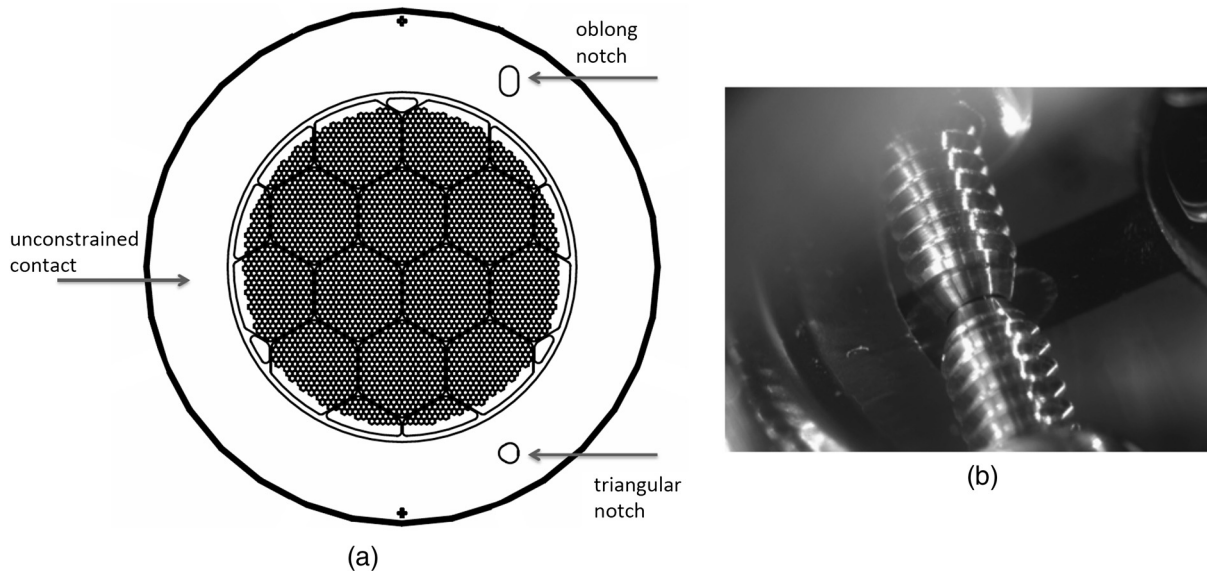 oblong
notch
unconstrained
contact
triangular
notch
(a)
(b)